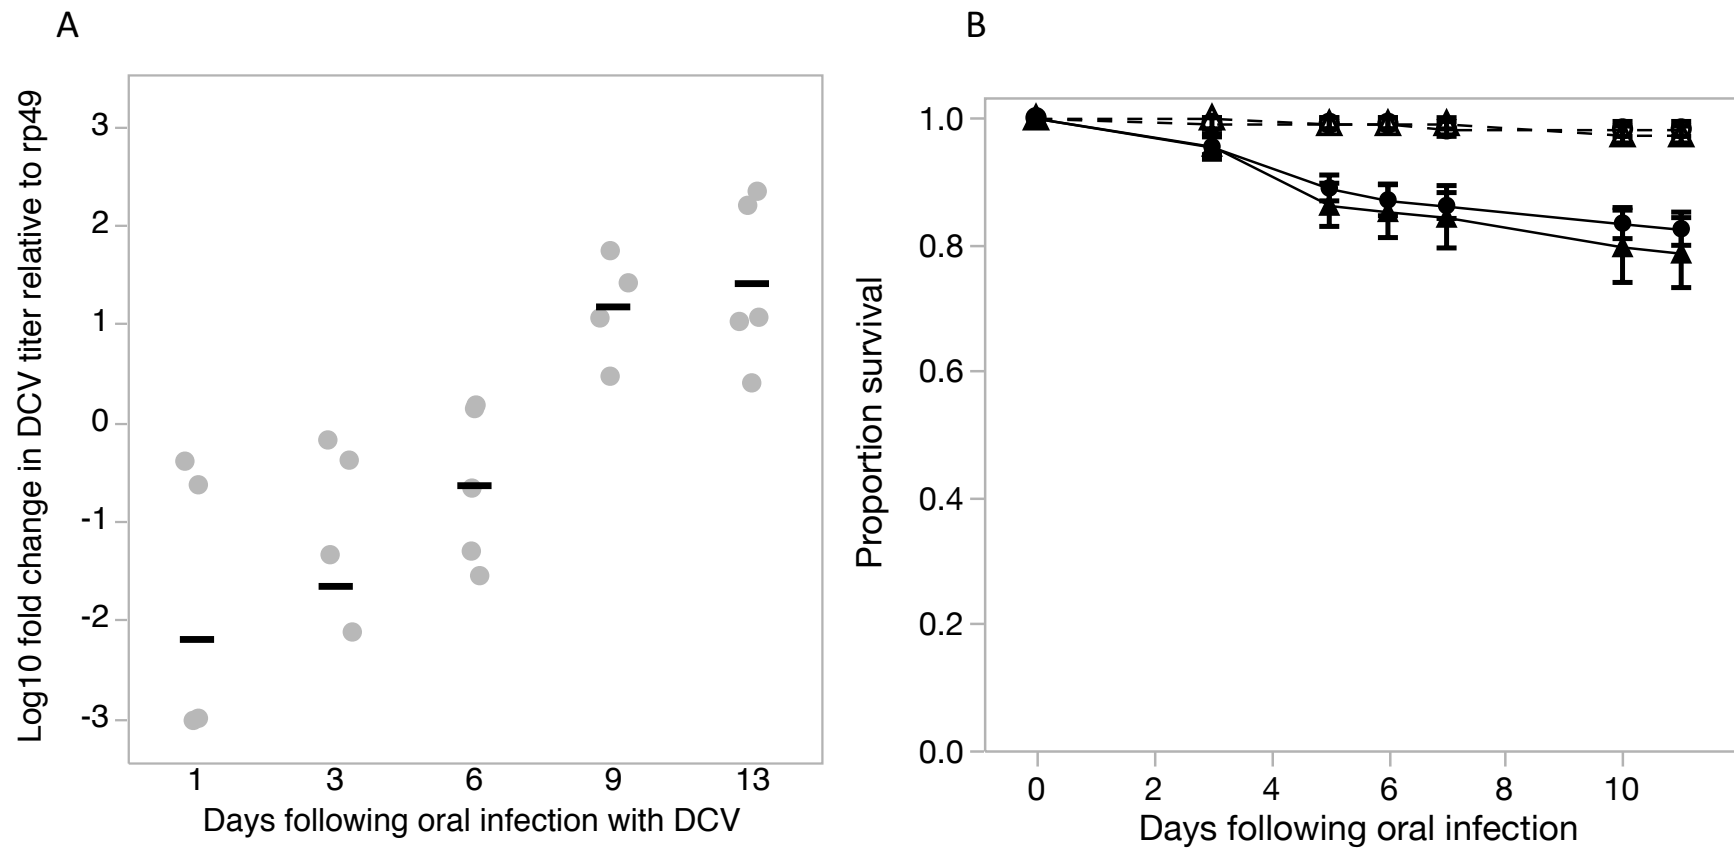 A
Log10 fold change in DCV titer relative to rp49
3
2
1
0
-1
-2
-3
1 3 6 9 13
Days following oral infection with DCV
B
Proportion survival
1.0
0.8
0.6
0.4
0.2
0.0
0 2 4 6 8 10
Days following oral infection